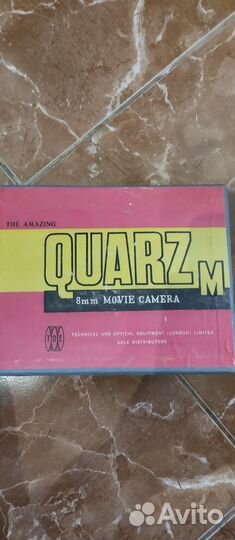 THE AMAZING
QUARZ M
8mm MOVIE CAMERA
TOE
TECHNICAL AND OPTICAL EQUIPMENT (LONDON) LIMITED
SOLE DISTRIBUTORS
Avito